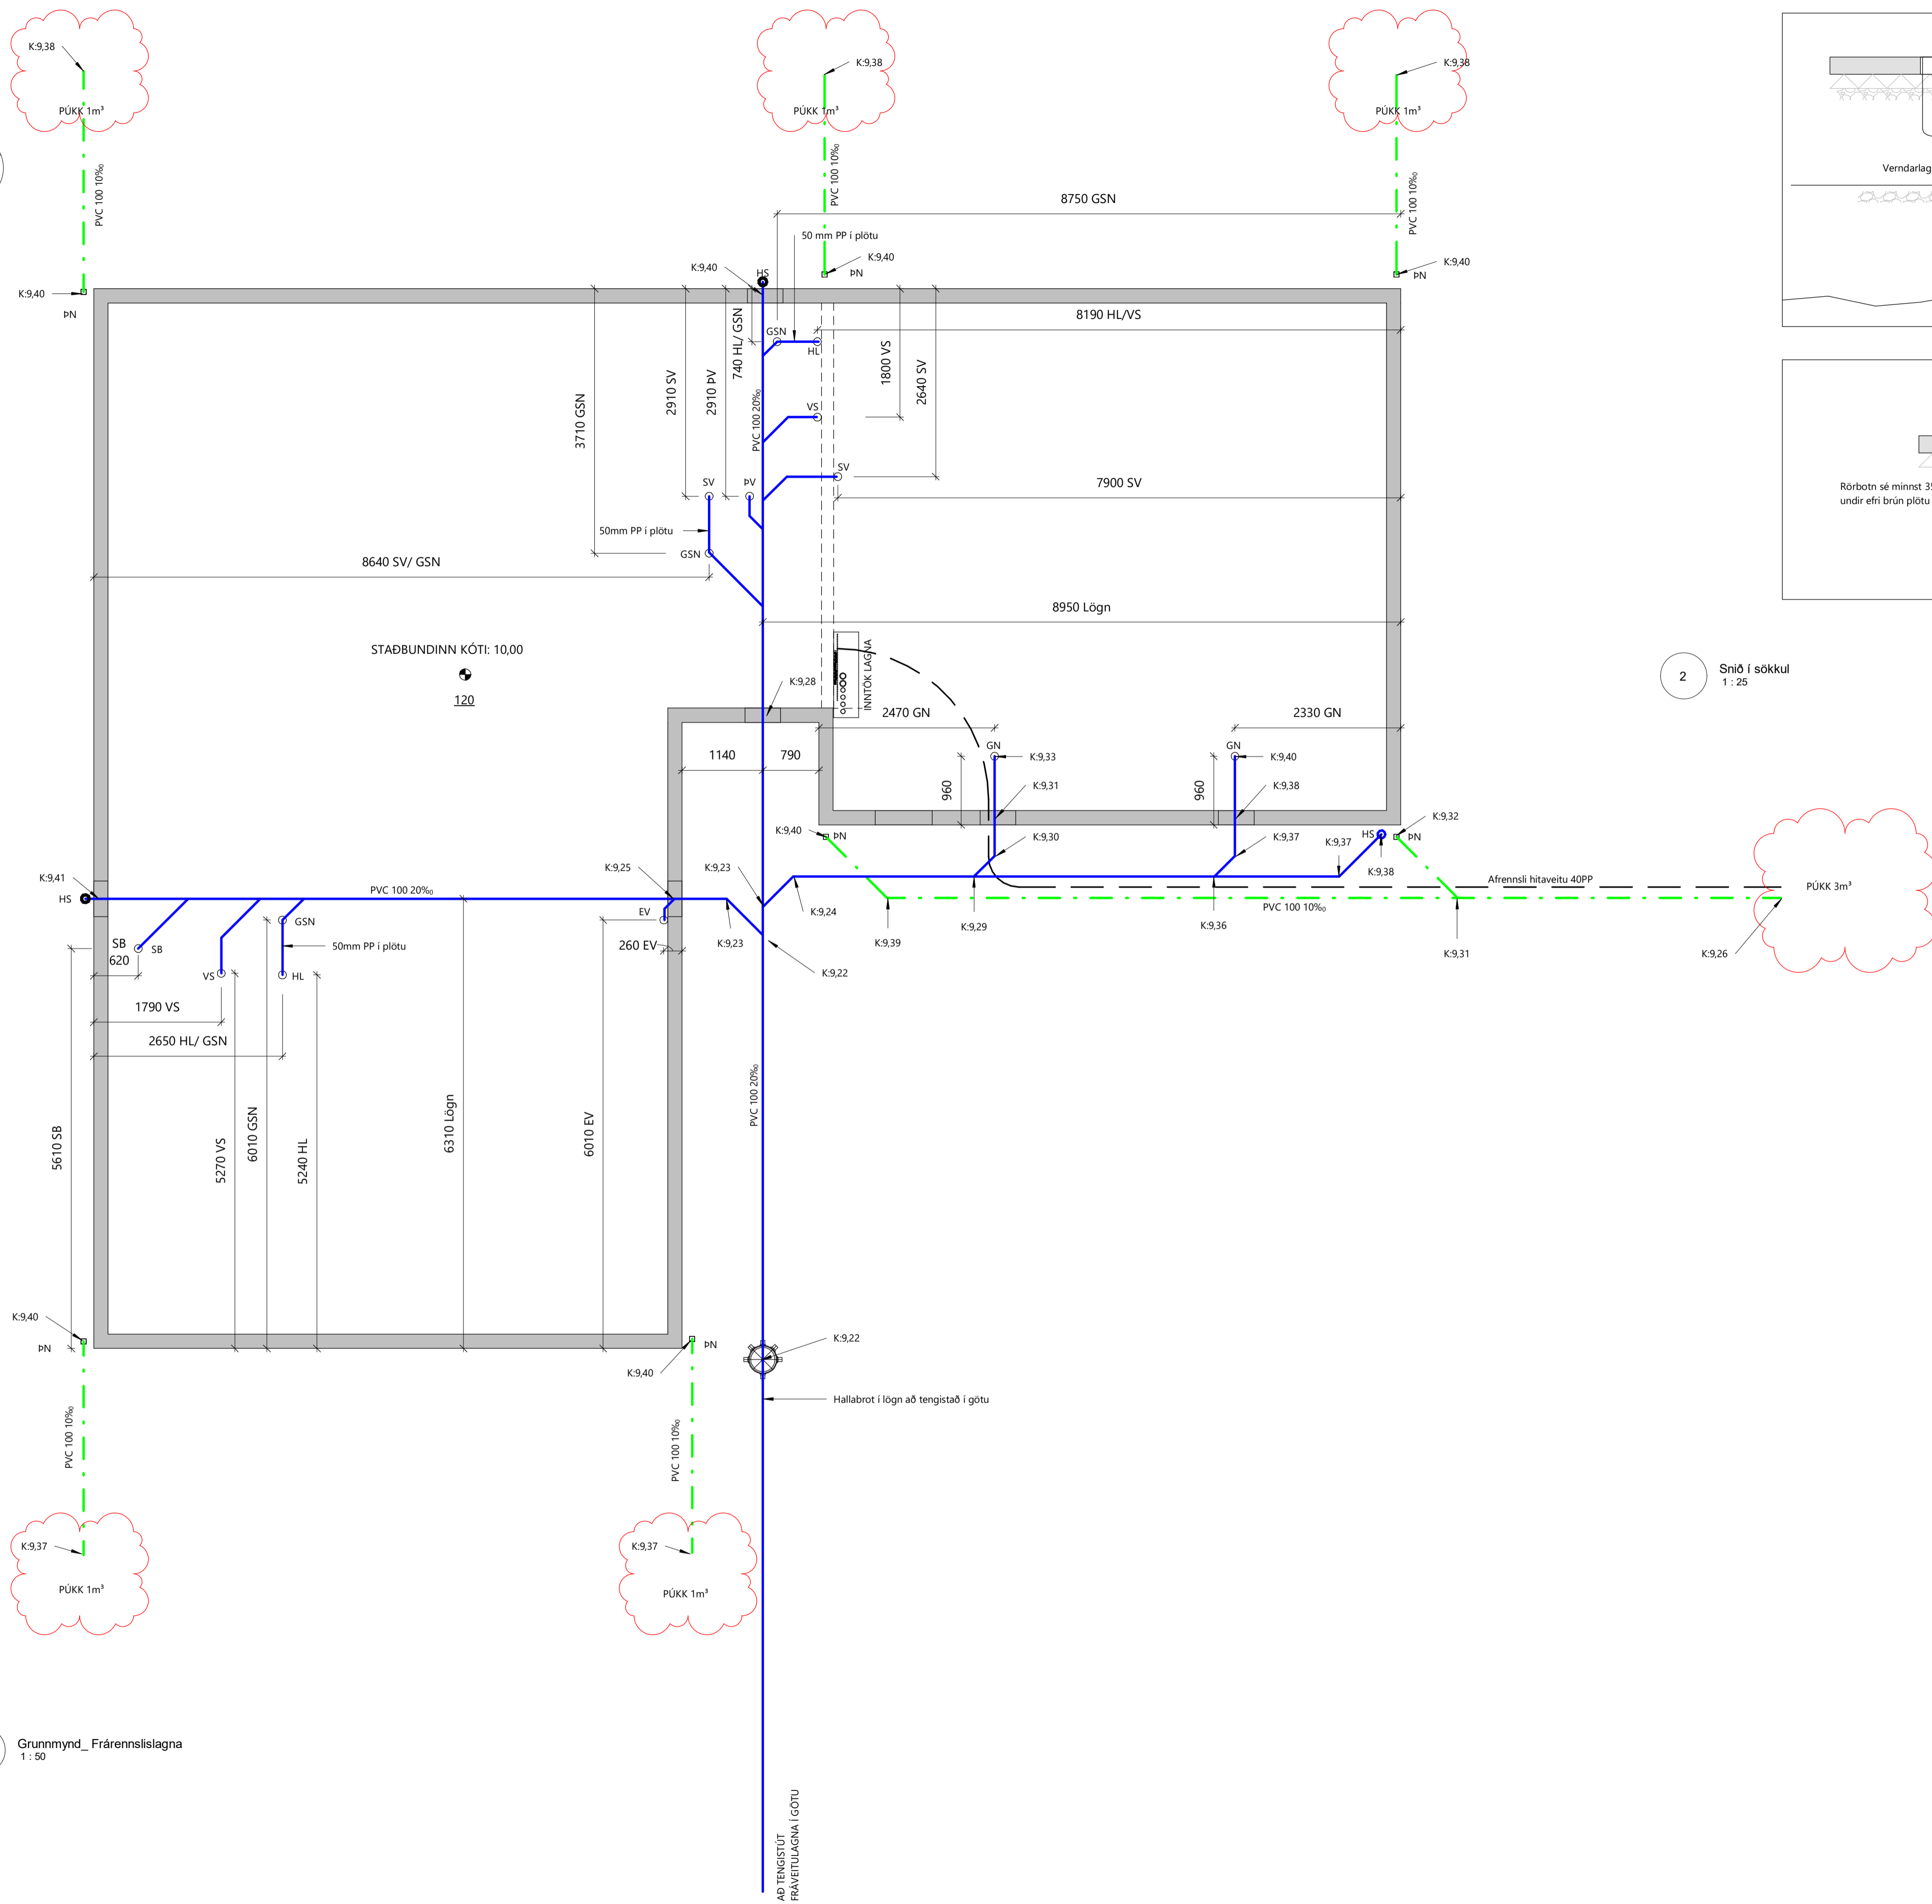 K:9,38
PÚKK 1m³
PVC 100 10‰
K:9,40
ÞN
K:9,38
PÚKK 1m³
PVC 100 10‰
K:9,40
ÞN
K:9,38
PÚKK 1m³
PVC 100 10‰
K:9,40
ÞN
Verndarlag
8750 GSN
50 mm PP í plötu
K:9,40
HS
GSN
HL
8190 HL/VS
740 HL/ GSN
2910 ÞV
2910 SV
3710 GSN
1800 VS
2640 SV
PVC 100 20‰
VS
SV
7900 SV
SV
ÞV
50mm PP í plötu
GSN
8640 SV/ GSN
8950 Lögn
Rörbotn sé minnst 35
undir efri brún plötu
STAÐBUNDINN KÓTI: 10,00
120
INNTÖK LAGNA
K:9,28
2
Snið í sökkul
1 : 25
2470 GN
2330 GN
1140
790
GN
K:9,33
GN
K:9,40
960
K:9,31
960
K:9,38
K:9,40
ÞN
K:9,30
K:9,37
K:9,37
HS
ÞN
K:9,32
K:9,38
K:9,41
HS
PVC 100 20‰
K:9,25
K:9,23
Afrennsli hitaveitu 40PP
PÚKK 3m³
PVC 100 10‰
EV
K:9,24
K:9,29
K:9,36
GSN
SB
620
SB
50mm PP í plötu
260 EV
K:9,23
K:9,39
K:9,31
K:9,26
VS
HL
K:9,22
1790 VS
2650 HL/ GSN
5610 SB
5270 VS
6010 GSN
5240 HL
6310 Lögn
6010 EV
PVC 100 20‰
K:9,40
ÞN
K:9,40
ÞN
K:9,22
Hallabrot í lögn að tengistað í götu
PVC 100 10‰
PVC 100 10‰
K:9,37
PÚKK 1m³
K:9,37
PÚKK 1m³
Grunnmynd_ Frárennslislagna
1 : 50
AÐ TENGISTÚT
FRÁVEITULAGNA Í GÖTU